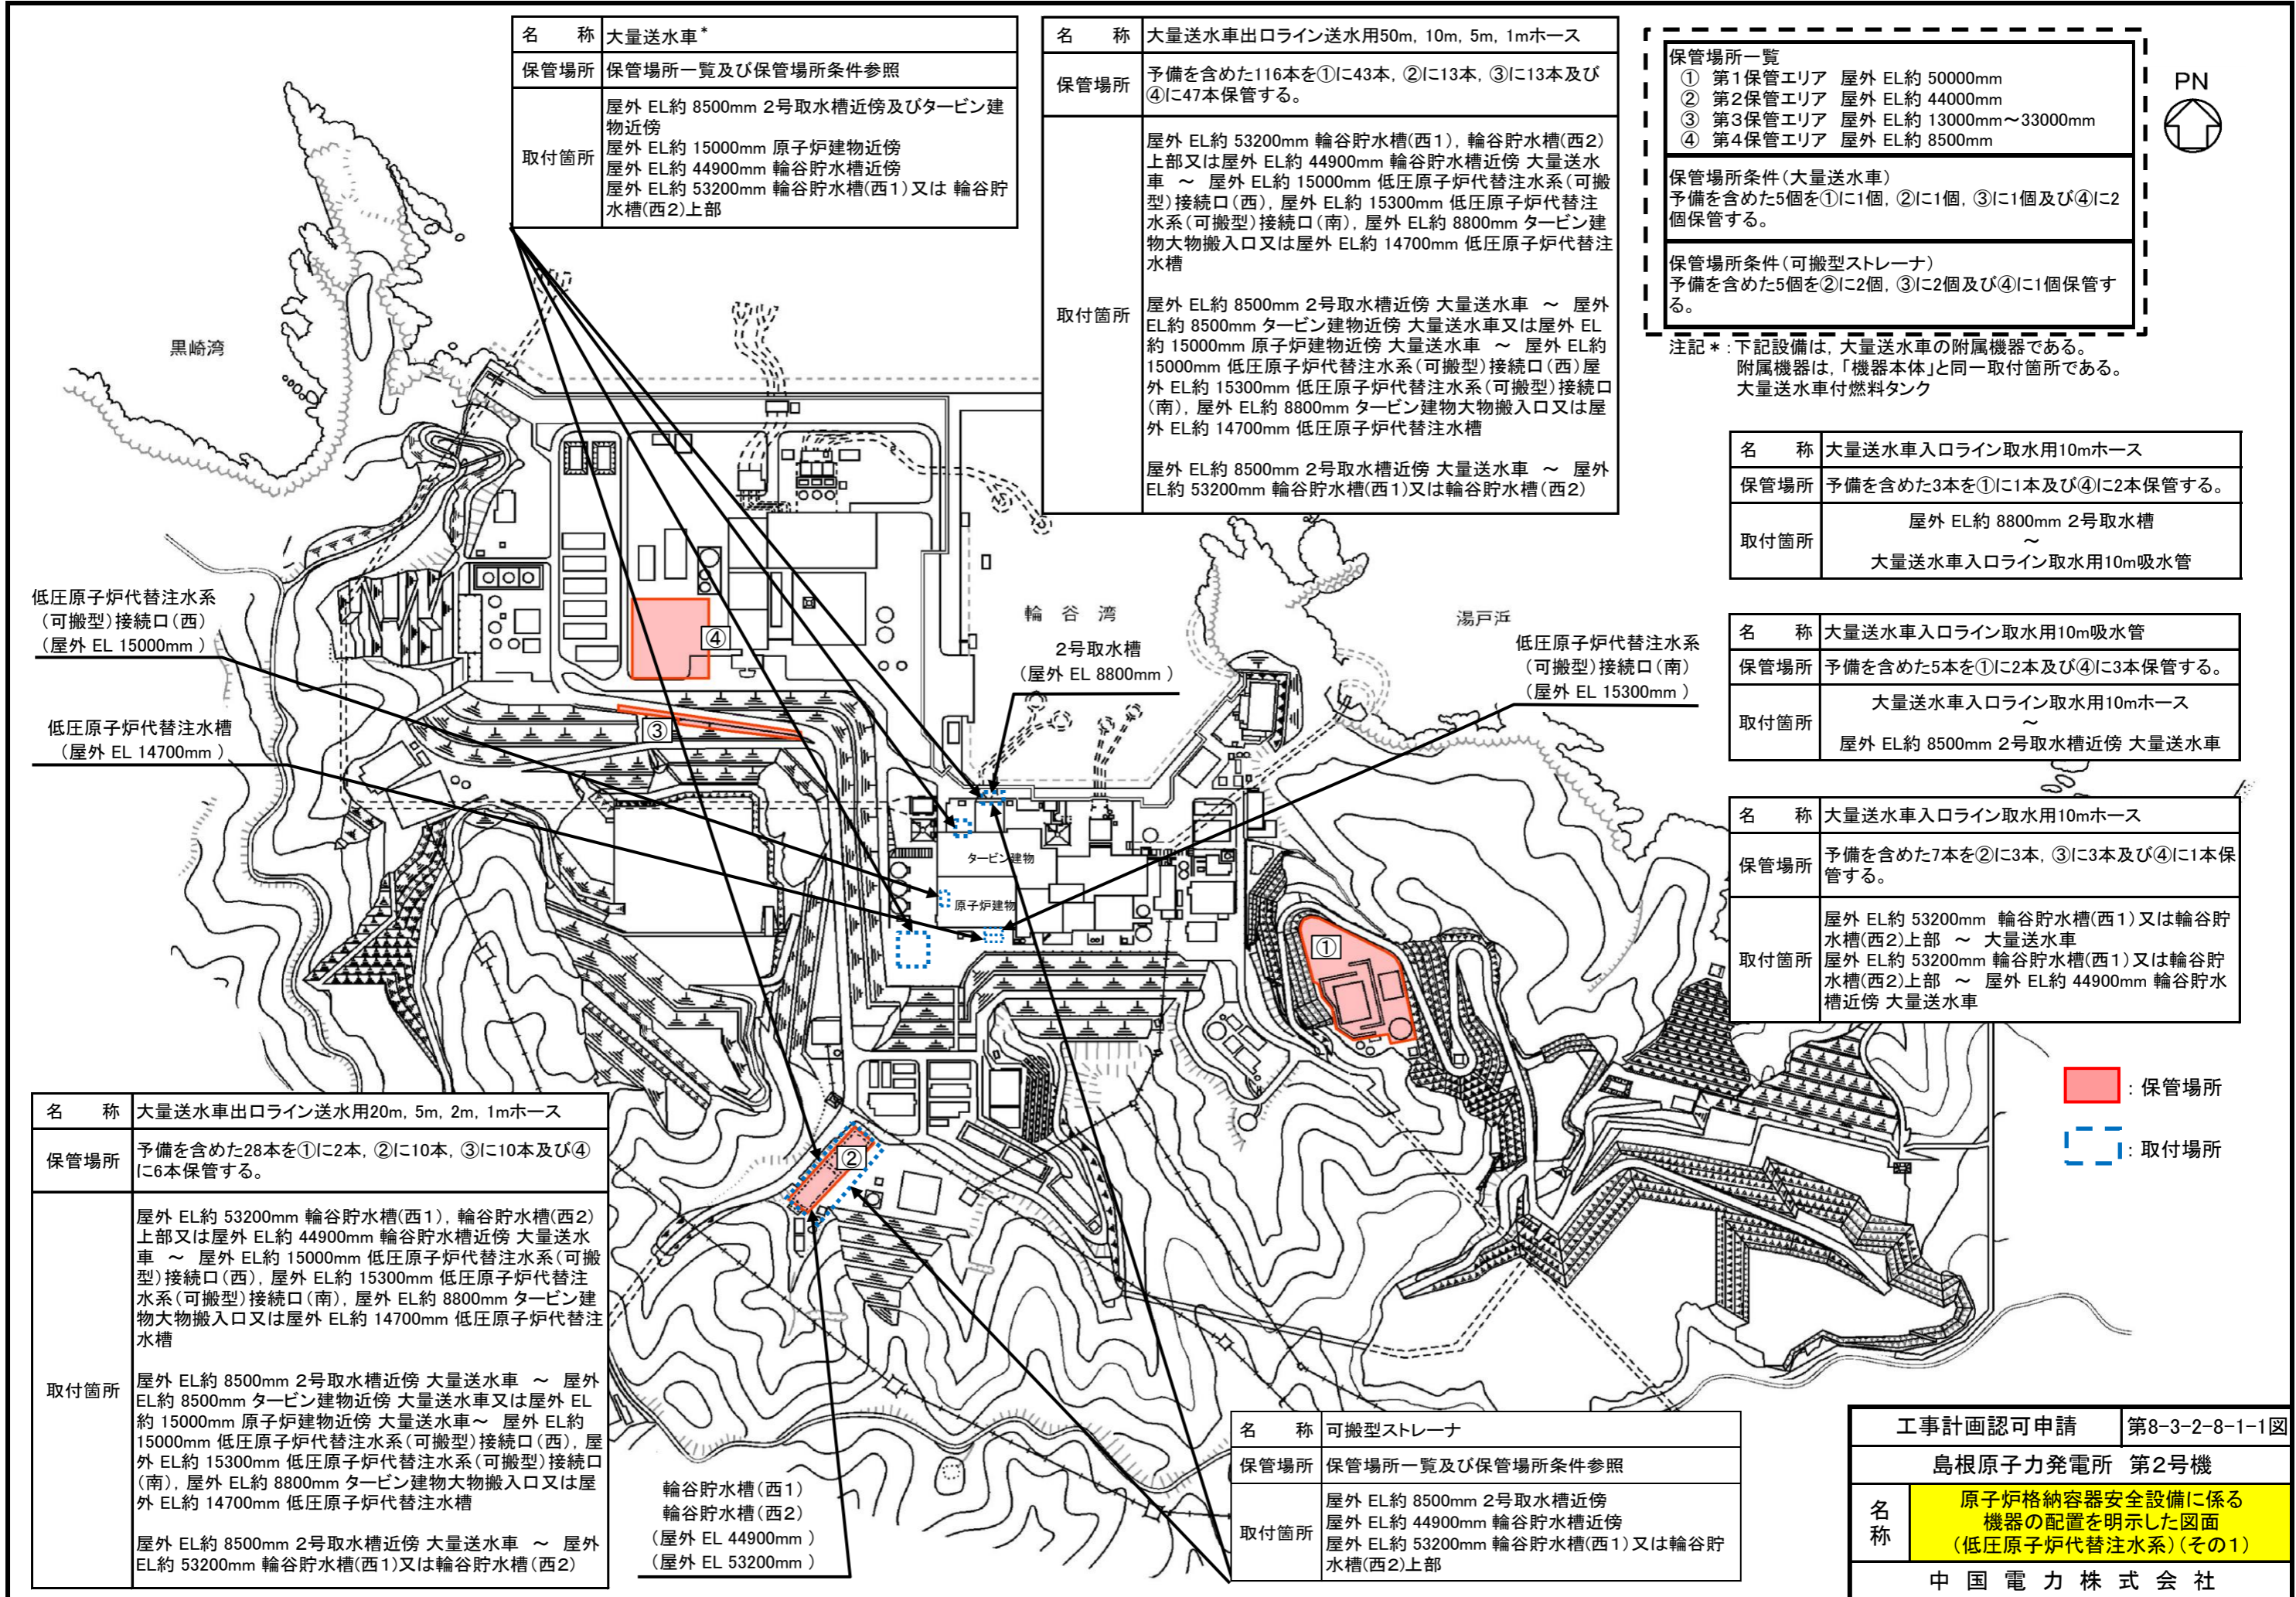 名　称 大量送水車*
保管場所 保管場所一覧及び保管場所条件参照
取付箇所
屋外 EL約 8500mm 2号取水槽近傍及びタービン建
物近傍
屋外 EL約 15000mm 原子炉建物近傍
屋外 EL約 44900mm 輪谷貯水槽近傍
屋外 EL約 53200mm 輪谷貯水槽(西1)又は 輪谷貯
水槽(西2)上部
名　称 大量送水車出口ライン送水用50m, 10m, 5m, 1mホース
保管場所
予備を含めた116本を①に43本, ②に13本, ③に13本及び
④に47本保管する。
取付箇所
屋外 EL約 53200mm 輪谷貯水槽(西1), 輪谷貯水槽(西2)
上部又は屋外 EL約 44900mm 輪谷貯水槽近傍 大量送水
車 ～ 屋外 EL約 15000mm 低圧原子炉代替注水系(可搬
型)接続口(西), 屋外 EL約 15300mm 低圧原子炉代替注
水系(可搬型)接続口(南), 屋外 EL約 8800mm タービン建
物大物搬入口又は屋外 EL約 14700mm 低圧原子炉代替注
水槽
屋外 EL約 8500mm 2号取水槽近傍 大量送水車 ～ 屋外
EL約 8500mm タービン建物近傍 大量送水車又は屋外 EL
約 15000mm 原子炉建物近傍 大量送水車 ～ 屋外 EL約
15000mm 低圧原子炉代替注水系(可搬型)接続口(西)屋
外 EL約 15300mm 低圧原子炉代替注水系(可搬型)接続口
(南), 屋外 EL約 8800mm タービン建物大物搬入口又は屋
外 EL約 14700mm 低圧原子炉代替注水槽
屋外 EL約 8500mm 2号取水槽近傍 大量送水車 ～ 屋外
EL約 53200mm 輪谷貯水槽(西1)又は輪谷貯水槽(西2)
保管場所一覧
① 第1保管エリア 屋外 EL約 50000mm
② 第2保管エリア 屋外 EL約 44000mm
③ 第3保管エリア 屋外 EL約 13000mm～33000mm
④ 第4保管エリア 屋外 EL約 8500mm
保管場所条件(大量送水車)
予備を含めた5個を①に1個, ②に1個, ③に1個及び④に2
個保管する。
保管場所条件(可搬型ストレーナ)
予備を含めた5個を②に2個, ③に2個及び④に1個保管す
る。
PN
注記*:下記設備は, 大量送水車の附属機器である。
附属機器は,「機器本体」と同一取付箇所である。
大量送水車付燃料タンク
名　称 大量送水車入口ライン取水用10mホース
保管場所 予備を含めた3本を①に1本及び④に2本保管する。
取付箇所
屋外 EL約 8800mm 2号取水槽
～
大量送水車入口ライン取水用10m吸水管
名　称 大量送水車入口ライン取水用10m吸水管
保管場所 予備を含めた5本を①に2本及び④に3本保管する。
取付箇所
大量送水車入口ライン取水用10mホース
～
屋外 EL約 8500mm 2号取水槽近傍 大量送水車
名　称 大量送水車入口ライン取水用10mホース
保管場所
予備を含めた7本を②に3本, ③に3本及び④に1本保
管する。
取付箇所
屋外 EL約 53200mm 輪谷貯水槽(西1)又は輪谷貯
水槽(西2)上部 ～ 大量送水車
屋外 EL約 53200mm 輪谷貯水槽(西1)又は輪谷貯
水槽(西2)上部 ～ 屋外 EL約 44900mm 輪谷貯水
槽近傍 大量送水車
黒崎湾
輪谷湾
湯戸浜
低圧原子炉代替注水系
(可搬型)接続口(西)
(屋外 EL 15000mm )
低圧原子炉代替注水槽
(屋外 EL 14700mm )
2号取水槽
(屋外 EL 8800mm )
低圧原子炉代替注水系
(可搬型)接続口(南)
(屋外 EL 15300mm )
④
③
タービン建物
原子炉建物
①
②
:保管場所
:取付場所
名　称 大量送水車出口ライン送水用20m, 5m, 2m, 1mホース
保管場所
予備を含めた28本を①に2本, ②に10本, ③に10本及び④
に6本保管する。
取付箇所
屋外 EL約 53200mm 輪谷貯水槽(西1), 輪谷貯水槽(西2)
上部又は屋外 EL約 44900mm 輪谷貯水槽近傍 大量送水
車 ～ 屋外 EL約 15000mm 低圧原子炉代替注水系(可搬
型)接続口(西), 屋外 EL約 15300mm 低圧原子炉代替注
水系(可搬型)接続口(南), 屋外 EL約 8800mm タービン建
物大物搬入口又は屋外 EL約 14700mm 低圧原子炉代替注
水槽
屋外 EL約 8500mm 2号取水槽近傍 大量送水車 ～ 屋外
EL約 8500mm タービン建物近傍 大量送水車又は屋外 EL
約 15000mm 原子炉建物近傍 大量送水車～ 屋外 EL約
15000mm 低圧原子炉代替注水系(可搬型)接続口(西), 屋
外 EL約 15300mm 低圧原子炉代替注水系(可搬型)接続口
(南), 屋外 EL約 8800mm タービン建物大物搬入口又は屋
外 EL約 14700mm 低圧原子炉代替注水槽
屋外 EL約 8500mm 2号取水槽近傍 大量送水車 ～ 屋外
EL約 53200mm 輪谷貯水槽(西1)又は輪谷貯水槽(西2)
輪谷貯水槽(西1)
輪谷貯水槽(西2)
(屋外 EL 44900mm )
(屋外 EL 53200mm )
名　称 可搬型ストレーナ
保管場所 保管場所一覧及び保管場所条件参照
取付箇所
屋外 EL約 8500mm 2号取水槽近傍
屋外 EL約 44900mm 輪谷貯水槽近傍
屋外 EL約 53200mm 輪谷貯水槽(西1)又は輪谷貯
水槽(西2)上部
工事計画認可申請 第8-3-2-8-1-1図
島根原子力発電所 第2号機
名称
原子炉格納容器安全設備に係る
機器の配置を明示した図面
(低圧原子炉代替注水系)(その1)
中国電力株式会社